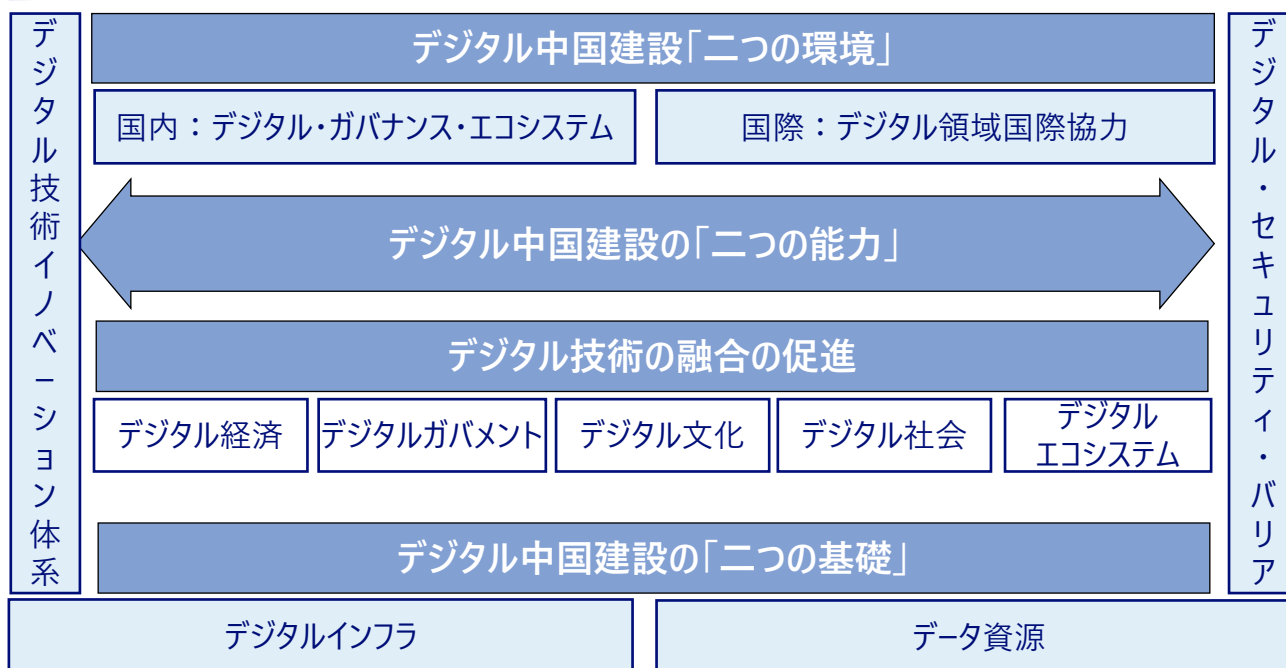 デジタル技術イノベーション体系
デジタル中国建設「二つの環境」
国内：デジタル・ガバナンス・エコシステム
国際：デジタル領域国際協力
デジタル中国建設の「二つの能力」
デジタル技術の融合の促進
デジタル経済
デジタルガバメント
デジタル文化
デジタル社会
デジタル
エコシステム
デジタル中国建設の「二つの基礎」
デジタルインフラ
データ資源
デジタル・セキュリティ・バリア